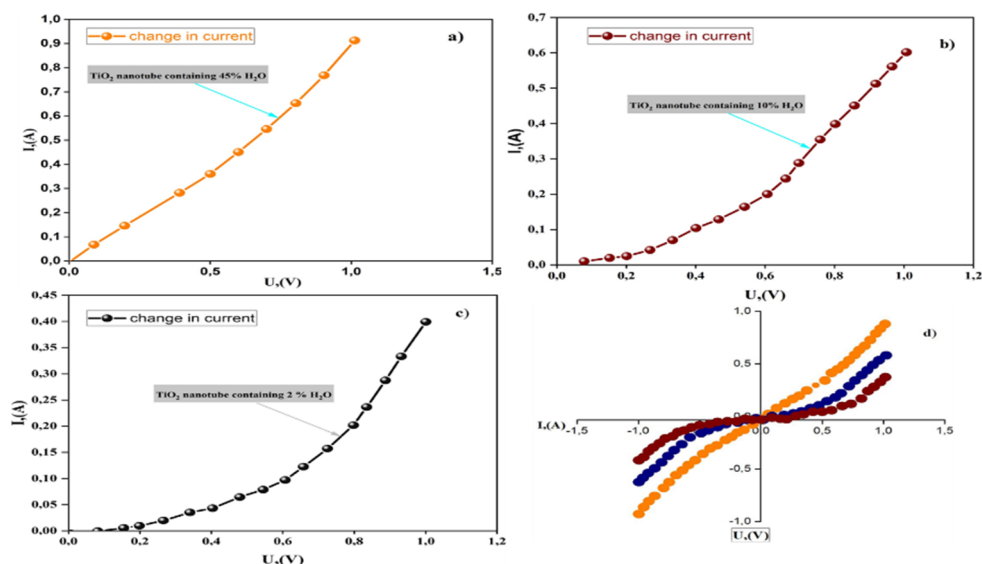 a)
change in current
TiO₂ nanotube containing 45% H₂O
I,(A)
1,0
0,9
0,8
0,7
0,6
0,5
0,4
0,3
0,2
0,1
0,0
0,0 0,5 1,0 1,5
U,(V)
b)
change in current
TiO₂ nanotube containing 10% H₂O
I,(A)
0,7
0,6
0,5
0,4
0,3
0,2
0,1
0,0
0,0 0,2 0,4 0,6 0,8 1,0 1,2
U,(V)
c)
change in current
TiO₂ nanotube containing 2 % H₂O
I,(A)
0,45
0,40
0,35
0,30
0,25
0,20
0,15
0,10
0,05
0,00
0,0 0,2 0,4 0,6 0,8 1,0 1,2
U,(V)
d)
1,0
0,5
0,0
I,(A)
-1,5 -1,0 0,0 0,5 1,0 1,5
-0,5
-1,0
U,(V)